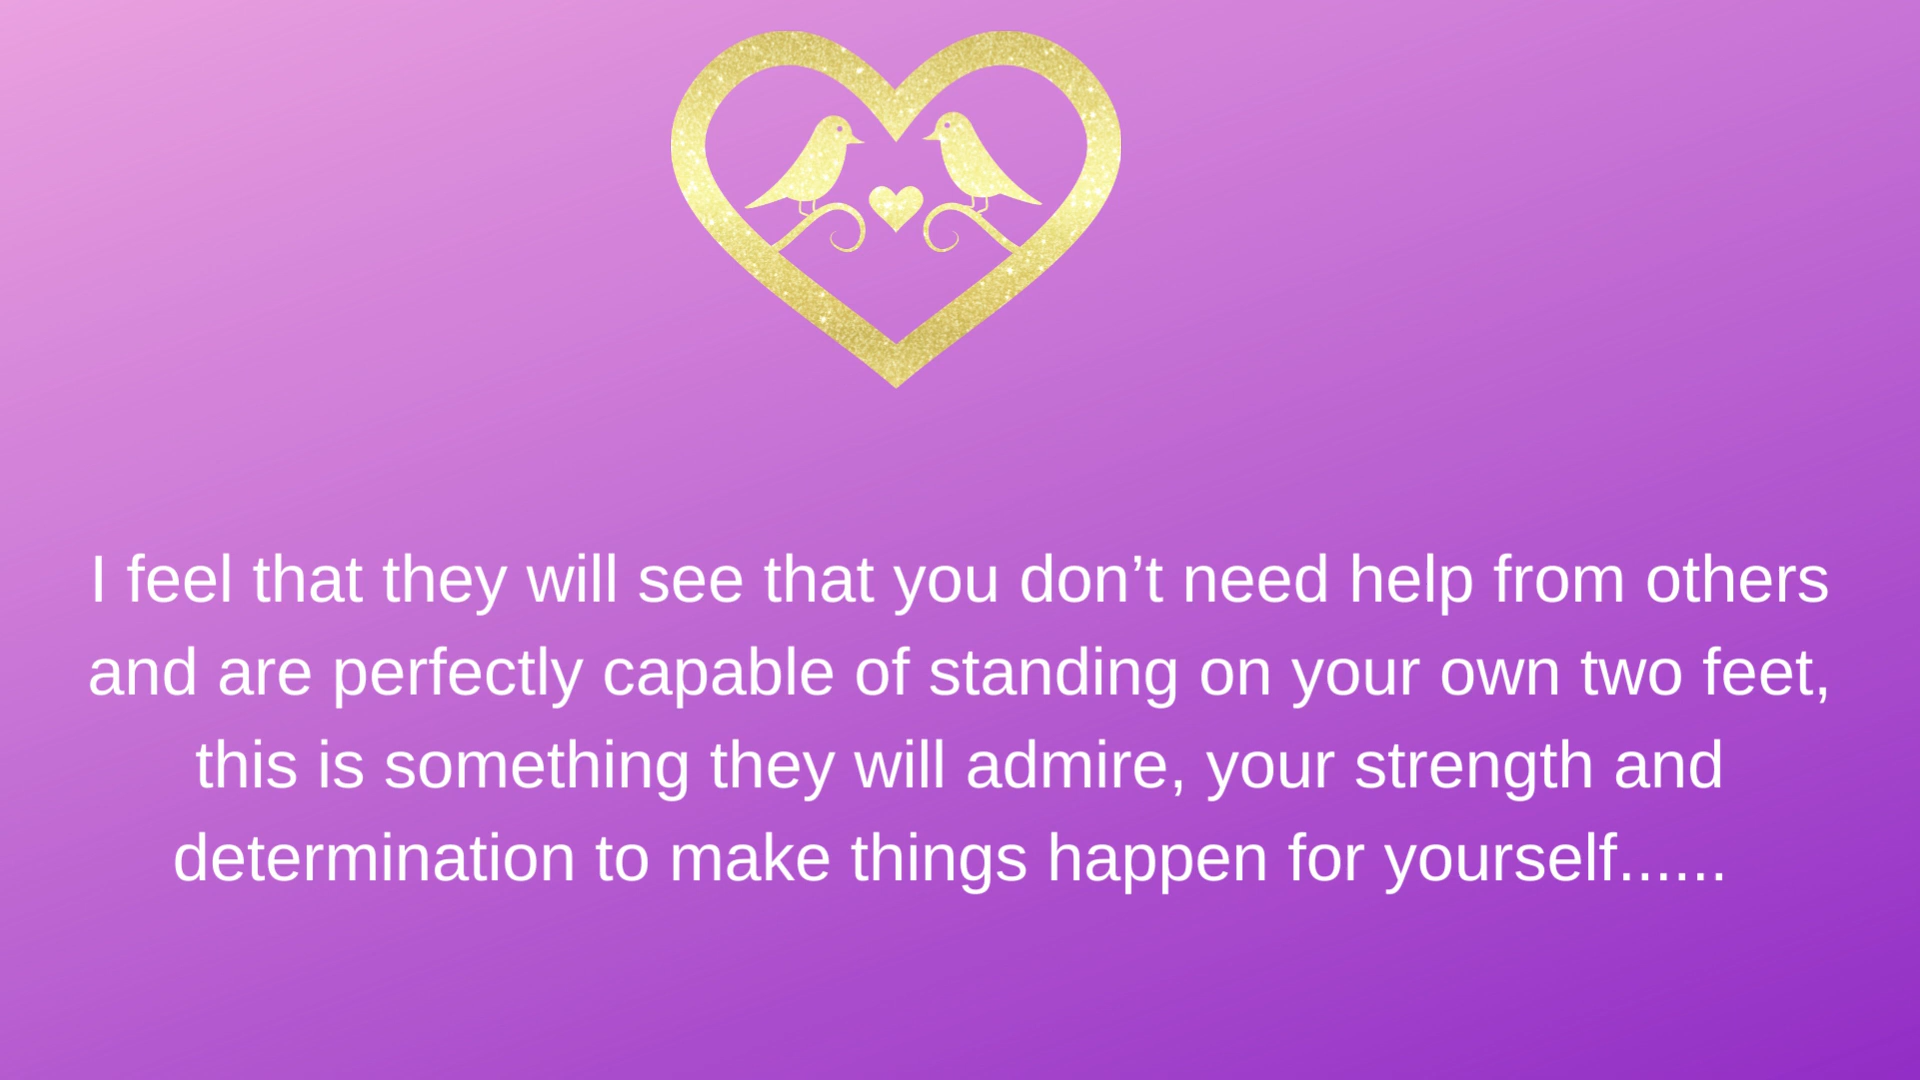 I feel that they will see that you don’t need help from others
and are perfectly capable of standing on your own two feet,
this is something they will admire, your strength and
determination to make things happen for yourself......